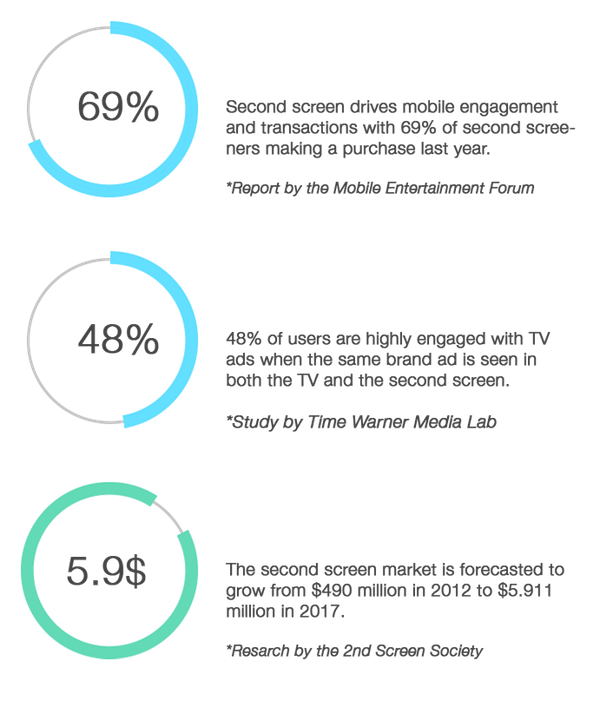 69%
Second screen drives mobile engagement
and transactions with 69% of second scree-
ners making a purchase last year.
*Report by the Mobile Entertainment Forum
48%
48% of users are highly engaged with TV
ads when the same brand ad is seen in
both the TV and the second screen.
*Study by Time Warner Media Lab
5.9$
The second screen market is forecasted to
grow from $490 million in 2012 to $5.911
million in 2017.
*Resarch by the 2nd Screen Society